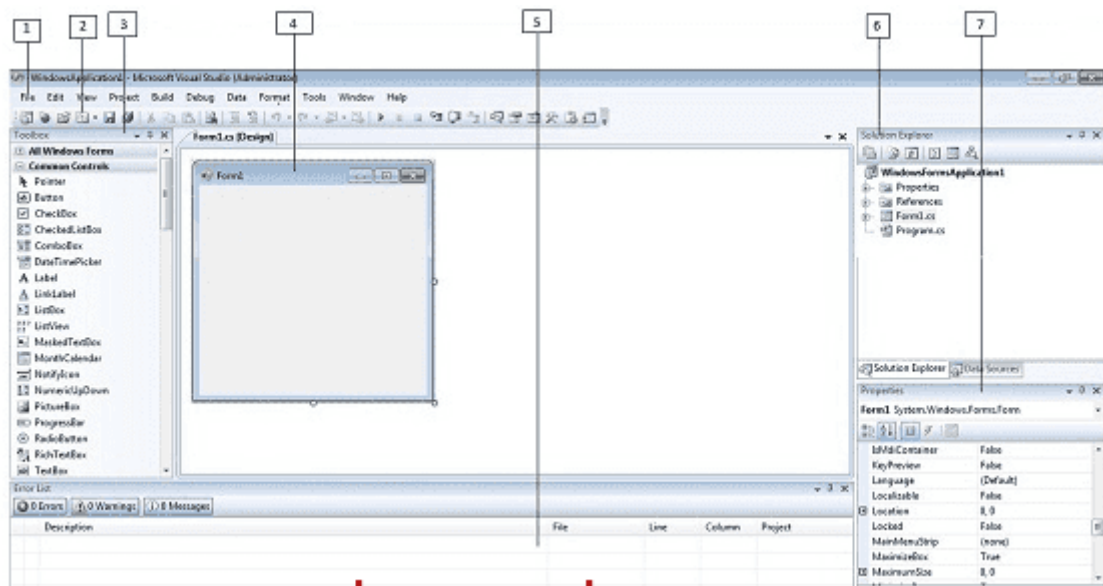 1 2 3 4 5 6 7
WindowsApplication1 - Microsoft Visual Studio (Administrator)
File Edit View Project Build Debug Data Format Tools Window Help
Toolbox
All Windows Forms
Common Controls
Pointer
Button
CheckBox
CheckedListBox
ComboBox
DateTimePicker
Label
LinkLabel
ListBox
ListView
MaskedTextBox
MonthCalendar
NotifyIcon
NumericUpDown
PictureBox
ProgressBar
RadioButton
RichTextBox
TextBox
Form1.cs [Design]
Form1
Solution Explorer
WindowsFormsApplication1
Properties
References
Form1.cs
Program.cs
Solution Explorer Data Sources
Properties
Form1 System.Windows.Forms.Form
IsMdiContainer False
KeyPreview False
Language (Default)
Localizable False
Location 0, 0
Locked False
MainMenuStrip (none)
MaximizeBox True
MaximumSize 0, 0
Error List
0 Errors 0 Warnings 0 Messages
Description File Line Column Project